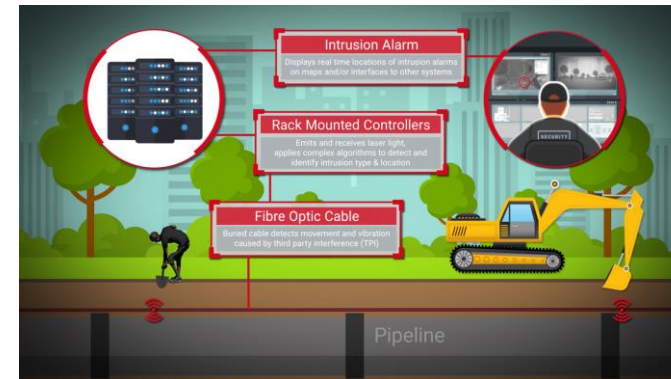 Intrusion Alarm
Displays real time locations of intrusion alarms
on maps and/or interfaces to other systems
Rack Mounted Controllers
Emits and receives laser light,
applies complex algorithms to detect and
identify intrusion type & location
SECURITY
Fibre Optic Cable
Buried cable detects movement and vibration
caused by third party interference (TPI)
Pipeline